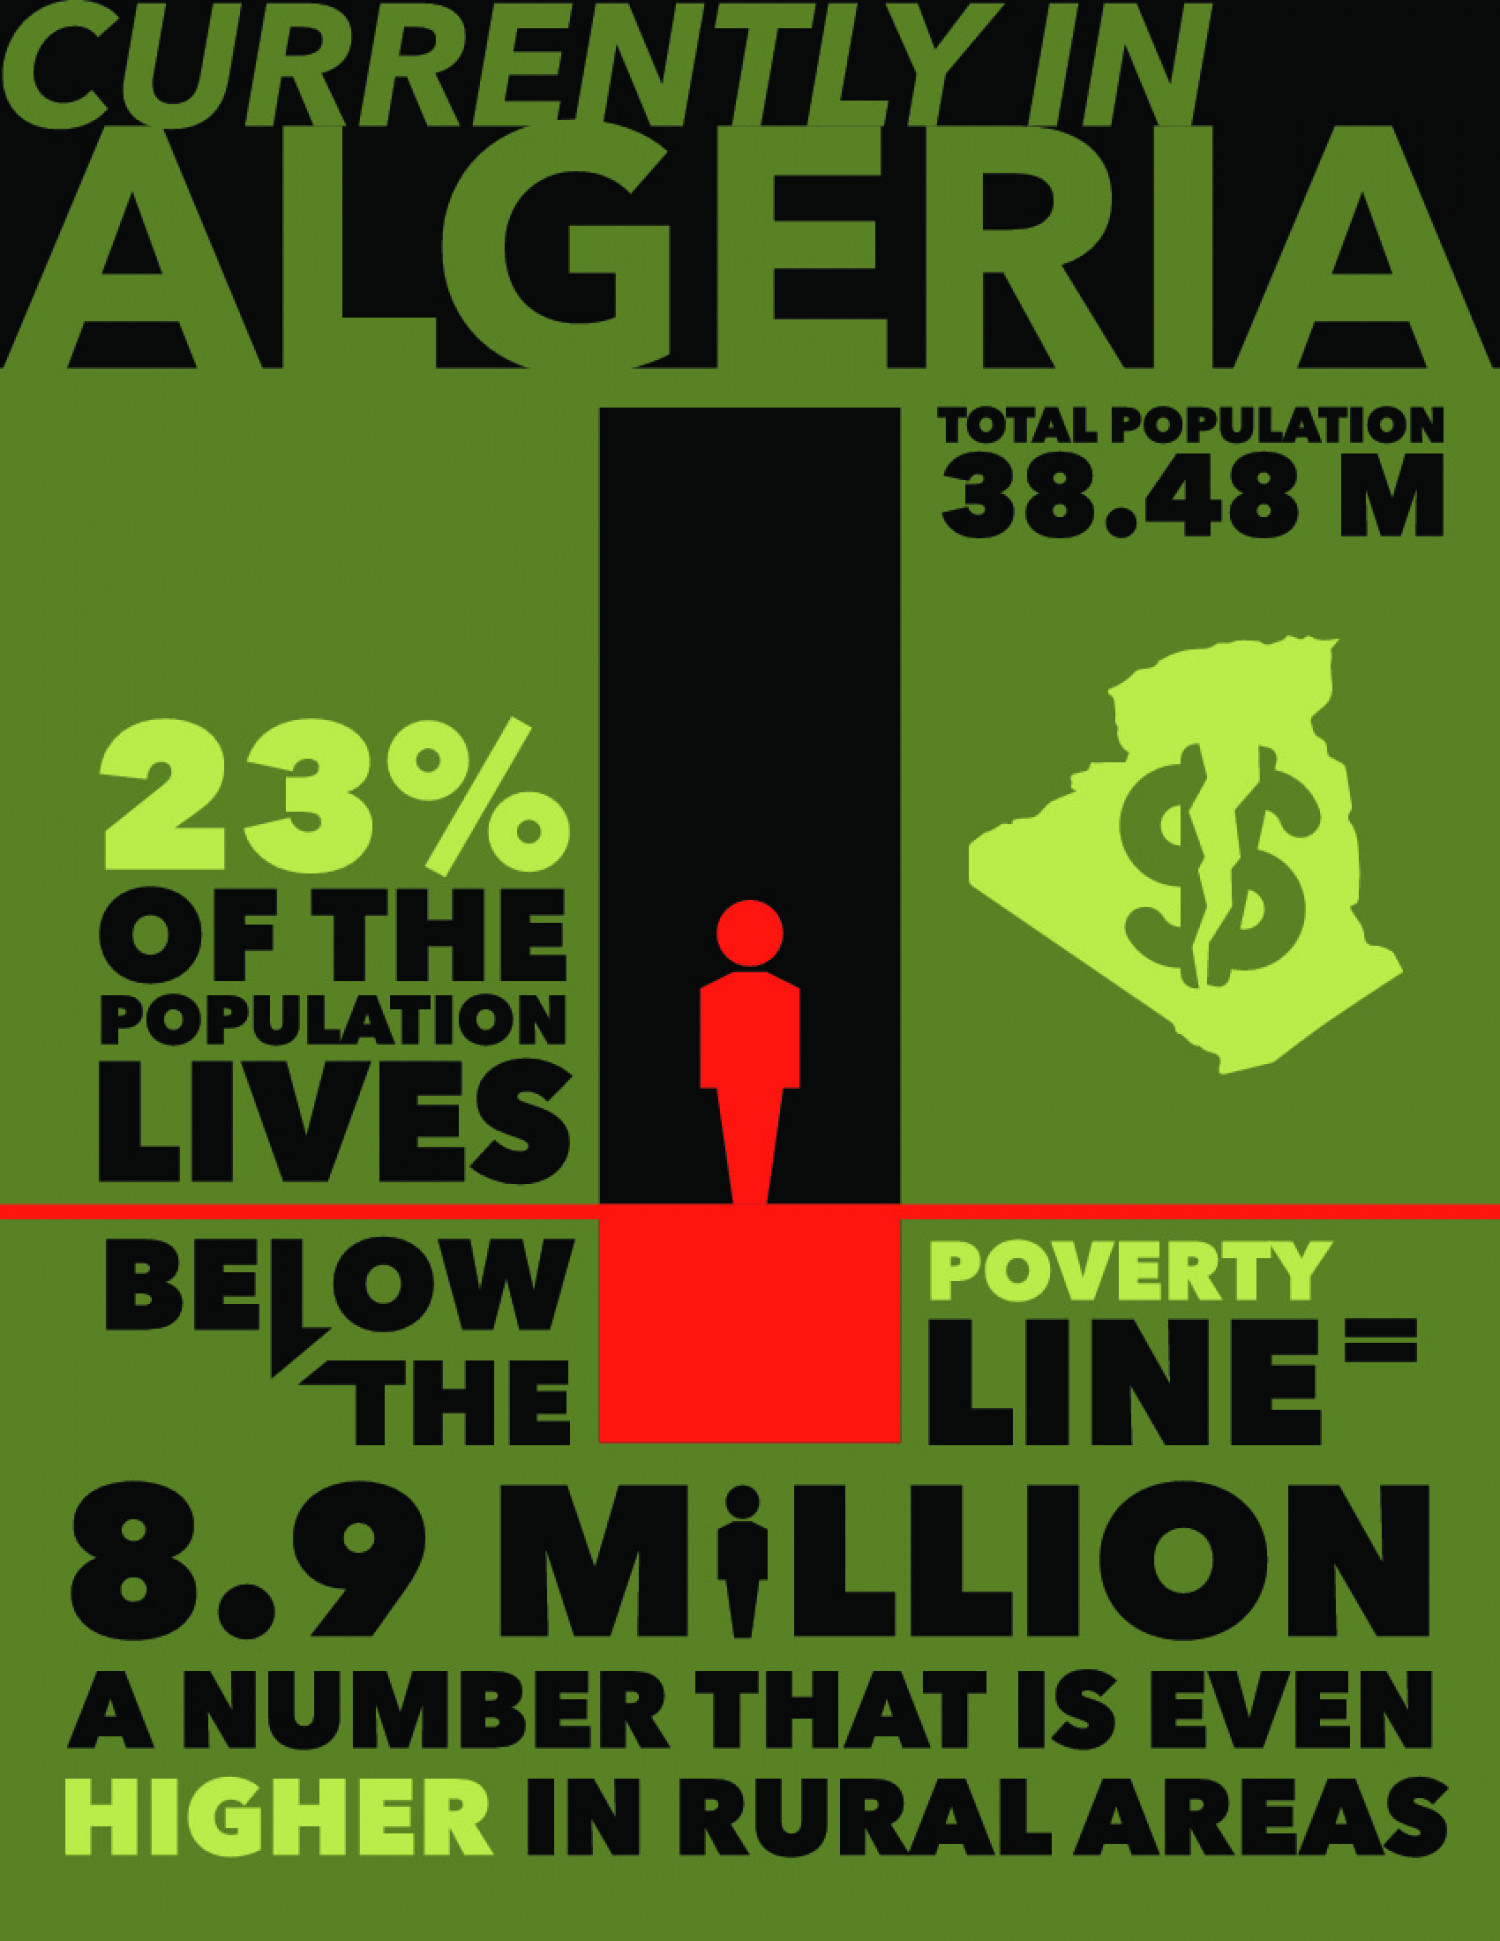 CURRENTLY IN
ALGERIA
TOTAL POPULATION
38.48 M
23%
OF THE
POPULATION
LIVES
BELOW
THE
POVERTY
LINE =
8.9 MiLLION
A NUMBER THAT IS EVEN
HIGHER IN RURAL AREAS
$